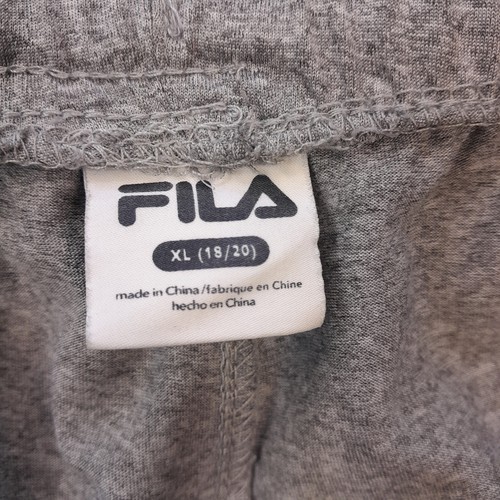 FILA
XL (18/20)
made in China/fabrique en Chine
hecho en China